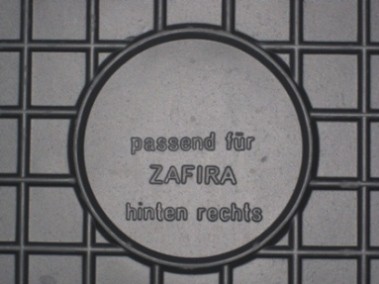 passend für
ZAFIRA
hinten rechts